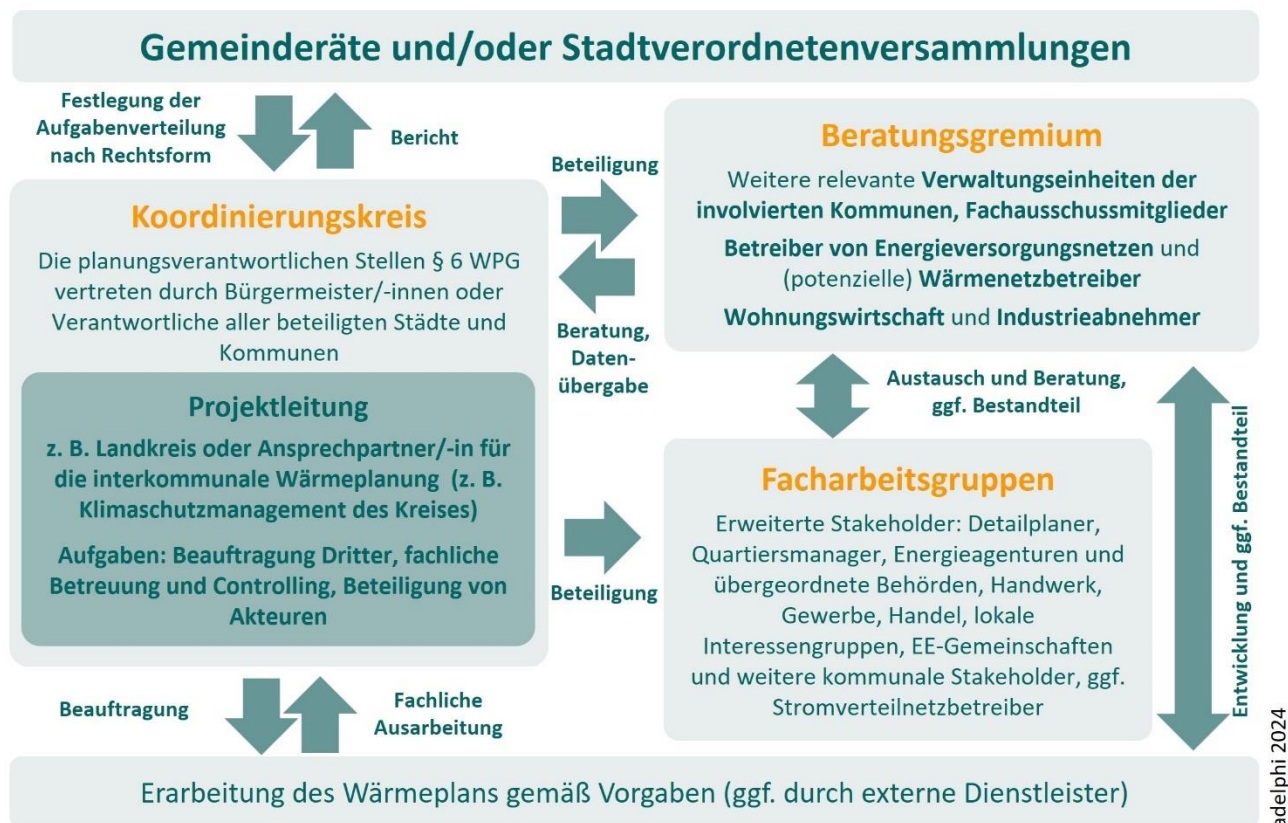 Gemeinderäte und/oder Stadtverordnetenversammlungen
Festlegung der
Aufgabenverteilung
nach Rechtsform
Bericht
Koordinierungskreis
Die planungsverantwortlichen Stellen § 6 WPG
vertreten durch Bürgermeister/-innen oder
Verantwortliche aller beteiligten Städte und
Kommunen
Projektleitung
z. B. Landkreis oder Ansprechpartner/-in für
die interkommunale Wärmeplanung (z. B.
Klimaschutzmanagement des Kreises)
Aufgaben: Beauftragung Dritter, fachliche
Betreuung und Controlling, Beteiligung von
Akteuren
Beteiligung
Beratung,
Daten-
übergabe
Beteiligung
Beratungsgremium
Weitere relevante Verwaltungseinheiten der
involvierten Kommunen, Fachausschussmitglieder
Betreiber von Energieversorgungsnetzen und
(potenzielle) Wärmenetzbetreiber
Wohnungswirtschaft und Industrieabnehmer
Austausch und Beratung,
ggf. Bestandteil
Facharbeitsgruppen
Erweiterte Stakeholder: Detailplaner,
Quartiersmanager, Energieagenturen und
übergeordnete Behörden, Handwerk,
Gewerbe, Handel, lokale
Interessengruppen, EE-Gemeinschaften
und weitere kommunale Stakeholder, ggf.
Stromverteilnetzbetreiber
Entwicklung und ggf. Bestandteil
Beauftragung
Fachliche
Ausarbeitung
Erarbeitung des Wärmeplans gemäß Vorgaben (ggf. durch externe Dienstleister)
adelphi 2024